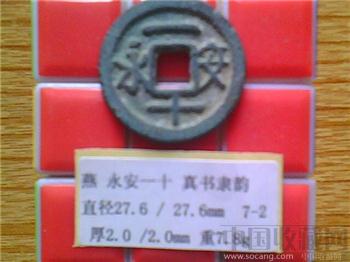 一
永 安
十
燕 永安一十 真书隶韵
直径27.6 / 27.6mm 7-2
厚2.0 /2.0mm 重7.8g
中国收藏网
www.socang.com